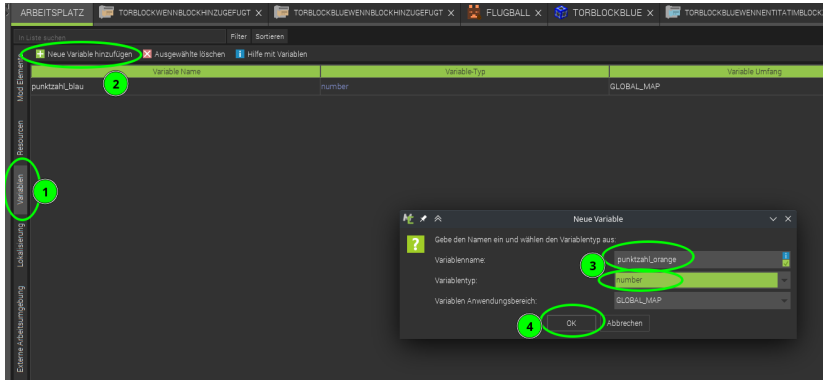 ARBEITSPLATZ TORBLOCKWENNBLOCKHINZUGEFUGT X TORBLOCKBLUEWENNBLOCKHINZUGEFUGT X FLUGBALL X TORBLOCKBLUE X TORBLOCKBLUEWENNENTITATIMBLOCK
In Liste suchen Filter Sortieren
Neue Variable hinzufügen Ausgewählte löschen Hilfe mit Variablen
Variable Name Variable-Typ Variable Umfang
punktzahl_blau number GLOBAL_MAP
2
Mod Elemente
Resourcen
Variablen
1
Lokalisierung
Externe Arbeitsumgebung
Neue Variable
Gebe den Namen ein und wählen den Variablentyp aus:
Variablenname: punktzahl_orange
3
Variablentyp: number
Variablen Anwendungsbereich: GLOBAL_MAP
4
OK Abbrechen